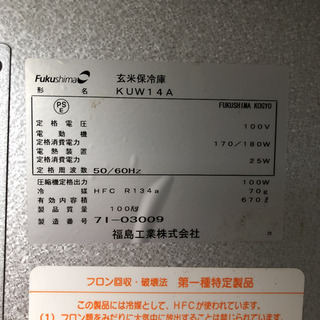 Fukushima 玄米保冷庫
形 名 KUW14A
PS E FUKUSHIMA KOGYO
定格電圧 100V
電動機
定格消費電力 170/180W
電熱装置
定格消費電力 25W
定格周波数 50/60Hz
圧縮機定格出力 100W
冷媒 HFC R134a 70g
有効内容積 670ℓ
製品質量 100kg
製造番号 71-03009
福島工業株式会社
フロン回収・破壊法 第一種特定製品
この製品には冷媒として、HFCが使われています。
(1) フロン類をみだりに大気中に放出することは禁じられています。